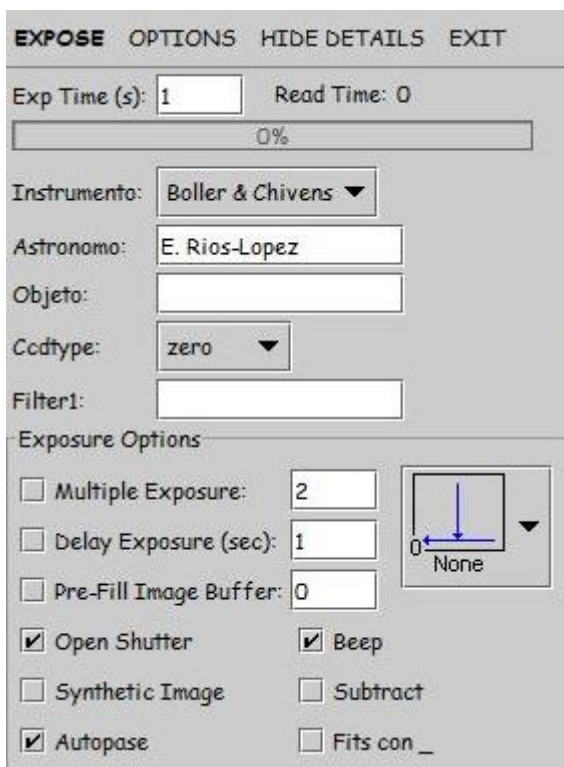 EXPOSE OPTIONS HIDE DETAILS EXIT
Exp Time (s): 1 Read Time: 0
0%
Instrumento: Boller & Chivens
Astronomo: E. Rios-Lopez
Objeto:
Ccdtype: zero
Filter1:
Exposure Options
Multiple Exposure: 2
Delay Exposure (sec): 1
0
None
Pre-Fill Image Buffer: 0
Open Shutter Beep
Synthetic Image Subtract
Autopase Fits con _